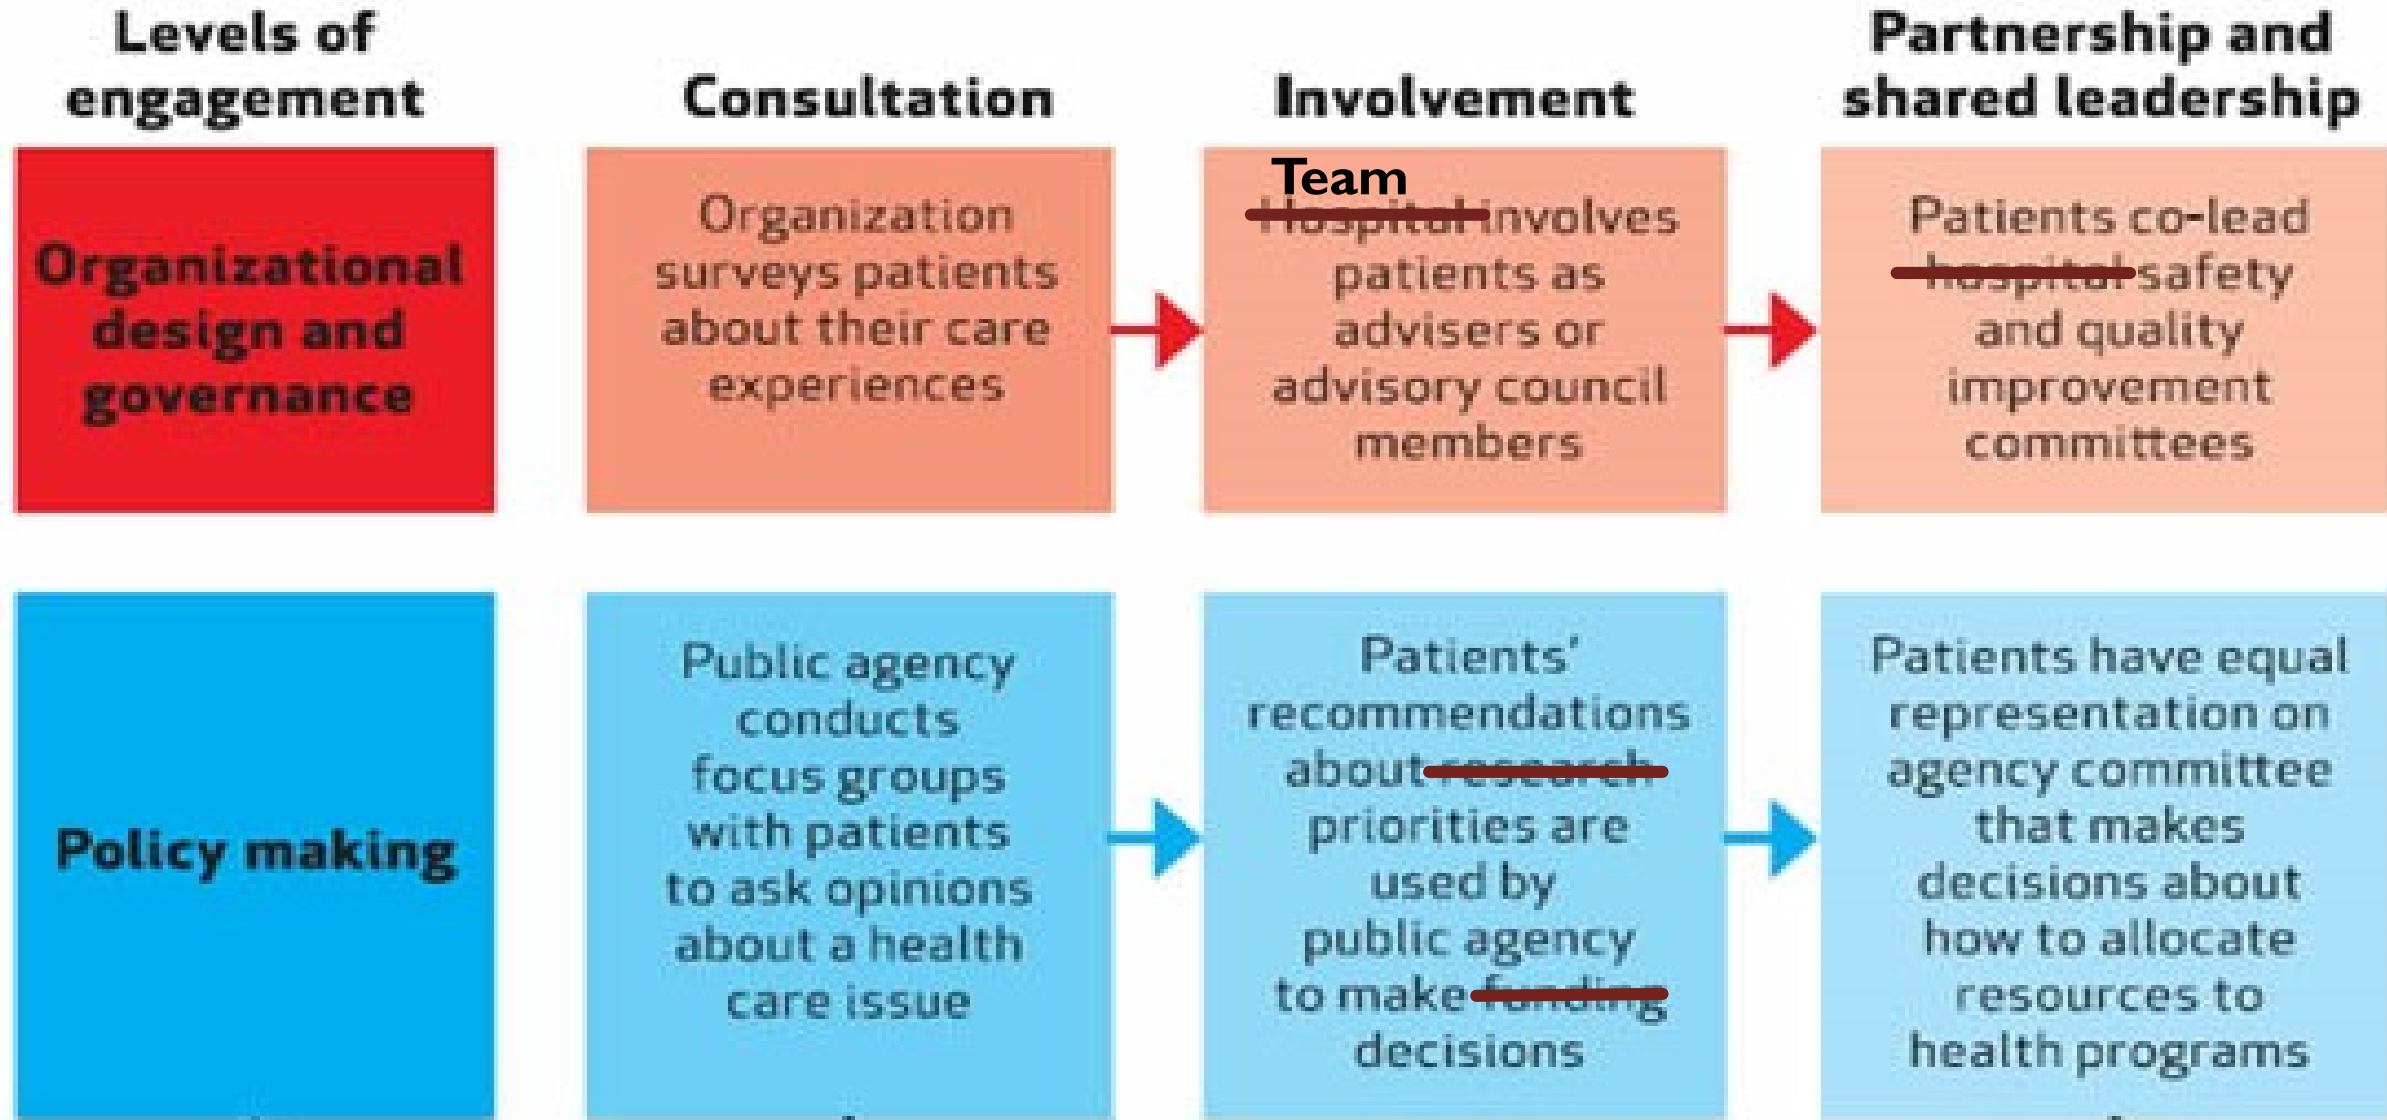 Levels of
engagement
Consultation
Involvement
Partnership and
shared leadership
Organizational
design and
governance
Organization
surveys patients
about their care
experiences
Team
Hospital involves
patients as
advisers or
advisory council
members
Patients co-lead
hospital safety
and quality
improvement
committees
Policy making
Public agency
conducts
focus groups
with patients
to ask opinions
about a health
care issue
Patients’
recommendations
about research
priorities are
used by
public agency
to make funding
decisions
Patients have equal
representation on
agency committee
that makes
decisions about
how to allocate
resources to
health programs